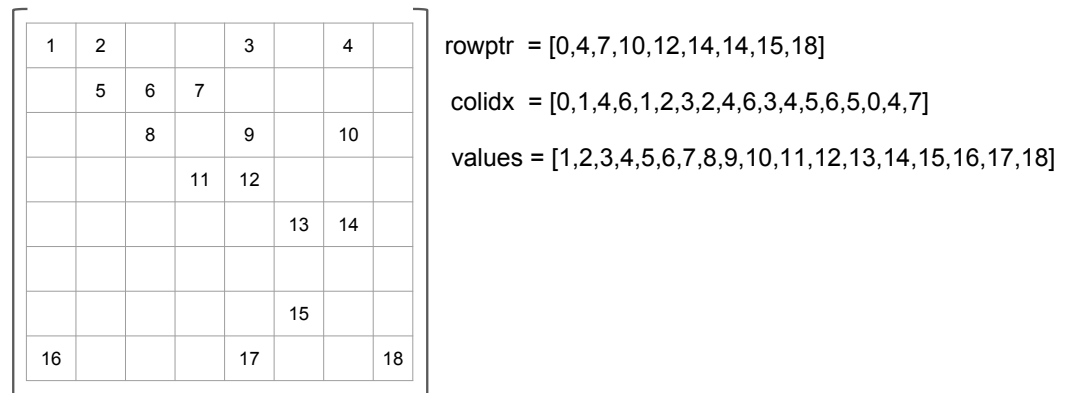 1 2 3 4
5 6 7
8 9 10
11 12
13 14
15
16 17 18
rowptr = [0,4,7,10,12,14,14,15,18]
colidx = [0,1,4,6,1,2,3,2,4,6,3,4,5,6,5,0,4,7]
values = [1,2,3,4,5,6,7,8,9,10,11,12,13,14,15,16,17,18]